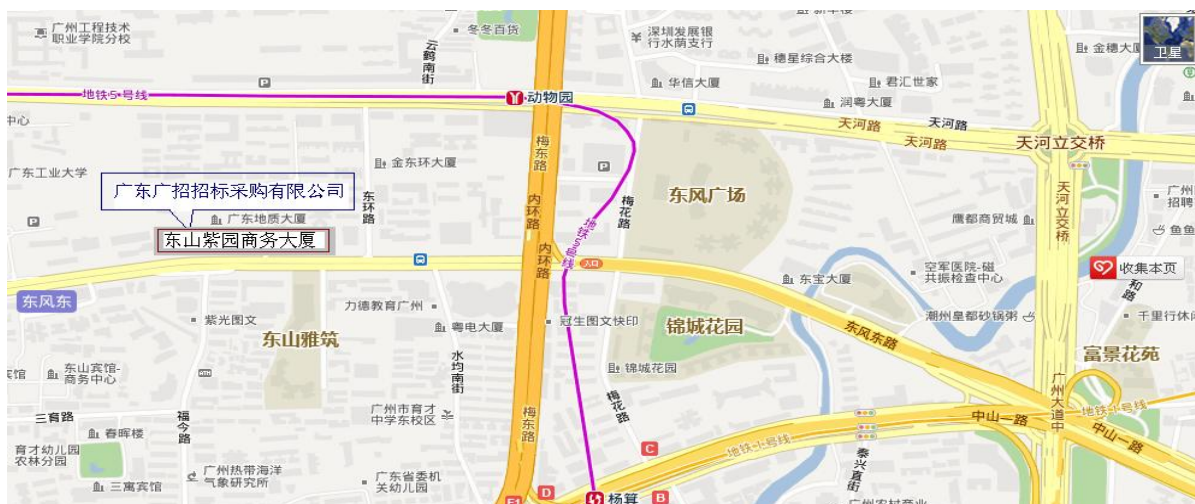 广州工程技术
职业学院分校
冬冬百货
云鹤南街
深圳发展银
行水荫支行
穗星综合大楼
金穗大厦
卫星
华信大厦
君汇世家
润粤大厦
地铁5号线
动物园
天河路
天河路
天河路
天河立交桥
中心
广东工业大学
金东环大厦
东环路
梅东路
内环路
内环路
地铁5号线
梅花路
东风广场
天河路
广州
招聘
鱼鱼
鹰都商贸城
广东广招招标采购有限公司
广东地质大厦
东山紫园商务大厦
入口
东宝大厦
空军医院-磁
共振检查中心
收集本页
和路
东风东
紫光图文
力德教育广州
粤电大厦
冠生图文快印
东山雅筑
锦城花园
锦城花园
潮州皇都砂锅粥
千里行休闲
东风东路
富景花苑
宾馆
东山宾馆-
商务中心
水均南街
梅花路
广州大道中
地铁1号线
中山一路
中山一路
三育路
福今路
广州市育才
中学东校区
梅东路
春晖楼
育才幼儿园
农林分园
三寓宾馆
广州热带海洋
气象研究所
广东省委机
关幼儿园
地铁1号线
泰兴直街
C
D
E1
杨箕
B